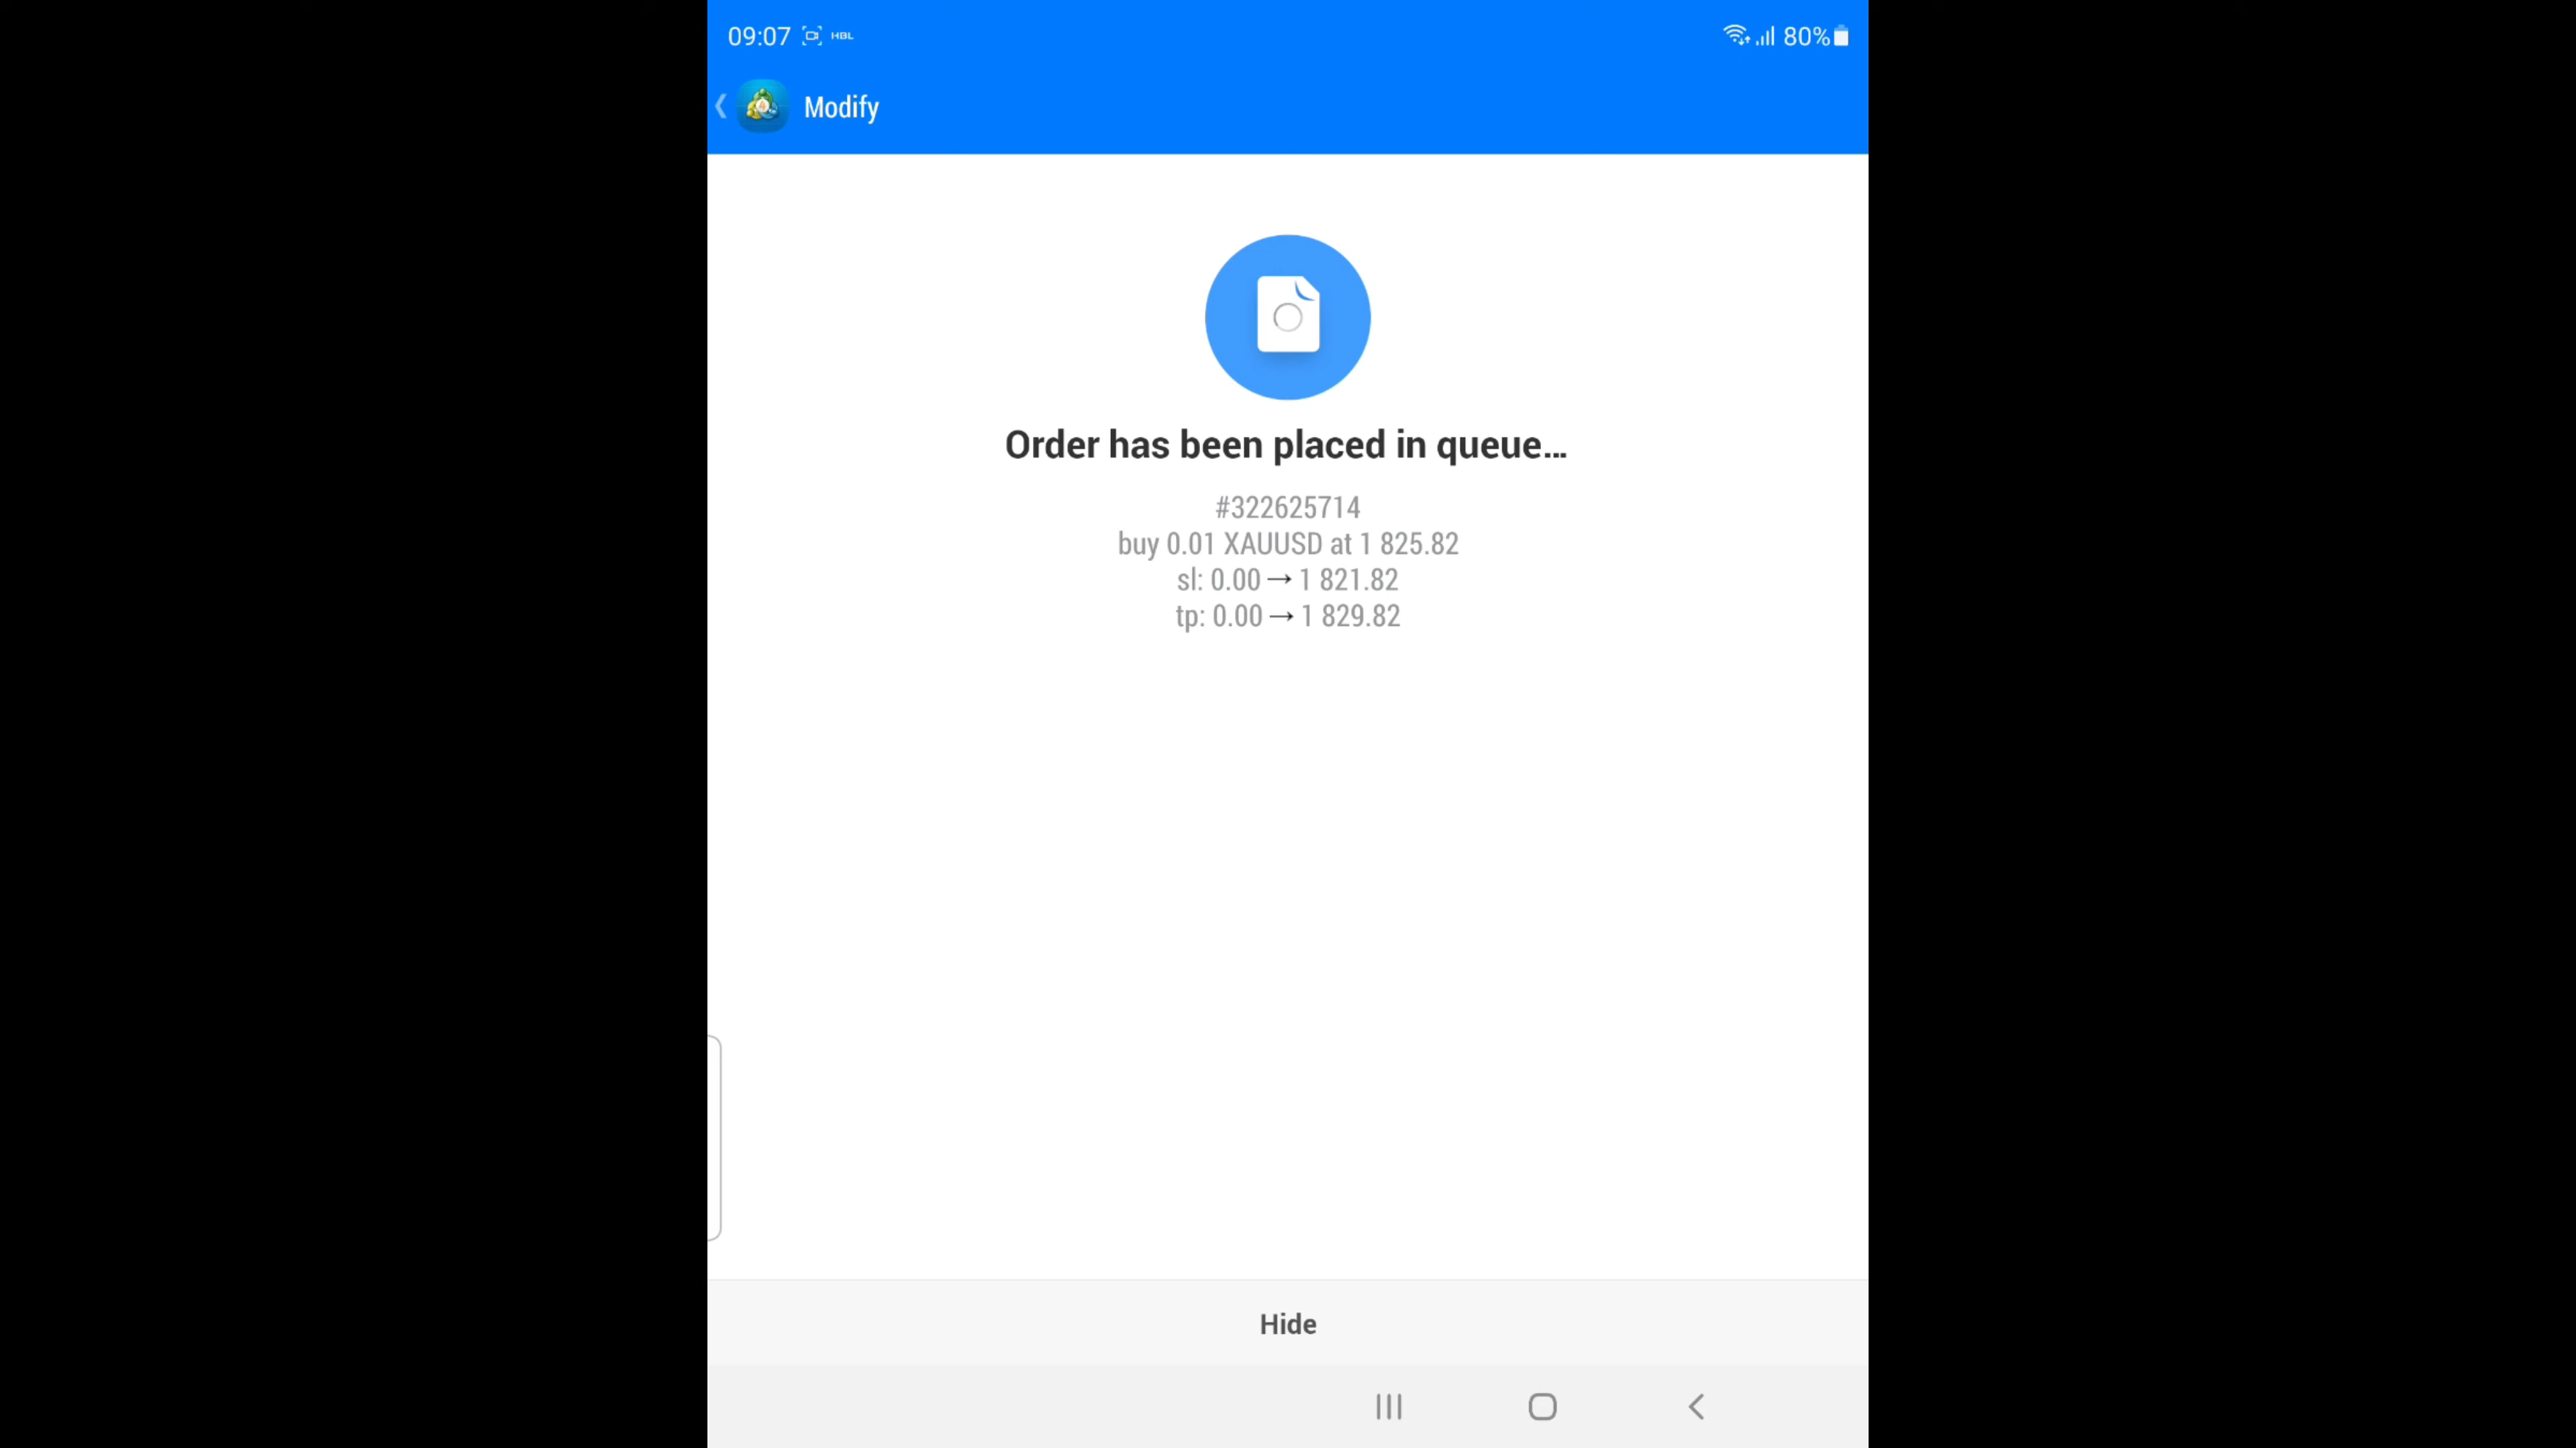 09:07 HBL 80%
Modify
Order has been placed in queue...
#322625714
buy 0.01 XAUUSD at 1 825.82
sl: 0.00 → 1 821.82
tp: 0.00 → 1 829.82
Hide